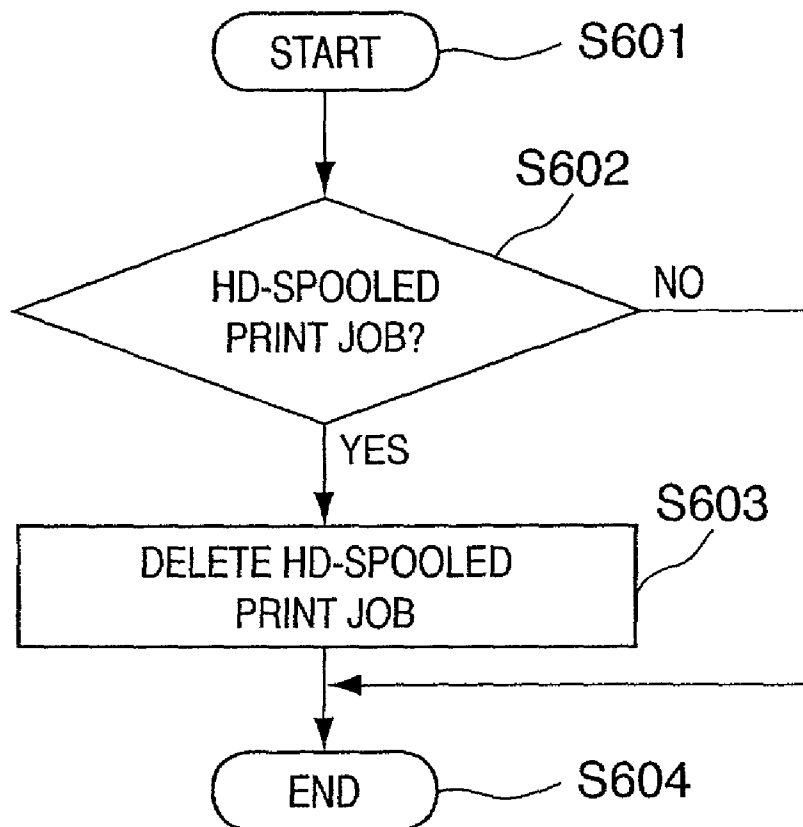 START
S601
S602
HD-SPOOLED
PRINT JOB?
NO
YES
S603
DELETE HD-SPOOLED
PRINT JOB
END
S604